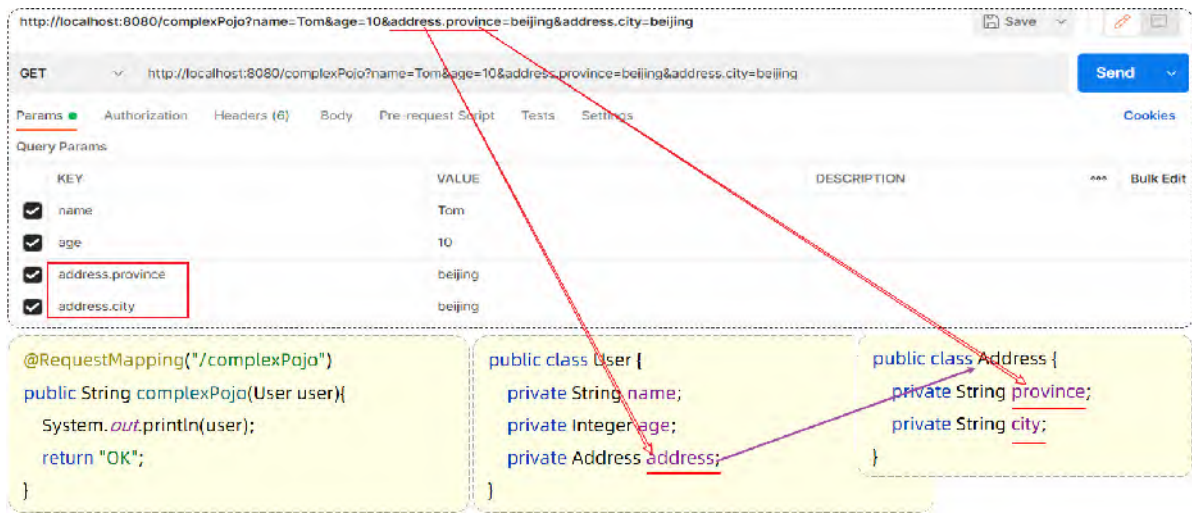 http://localhost:8080/complexPojo?name=Tom&age=10&address.province=beijing&address.city=beijing
Save
GET http://localhost:8080/complexPojo?name=Tom&age=10&address.province=beijing&address.city=beijing Send
Params Authorization Headers (6) Body Pre-request Script Tests Settings Cookies
Query Params
KEY VALUE DESCRIPTION ooo Bulk Edit
name Tom
age 10
address.province beijing
address.city beijing
@RequestMapping("/complexPojo")
public String complexPojo(User user){
System.out.println(user);
return "OK";
}
public class User {
private String name;
private Integer age;
private Address address;
}
public class Address {
private String province;
private String city;
}